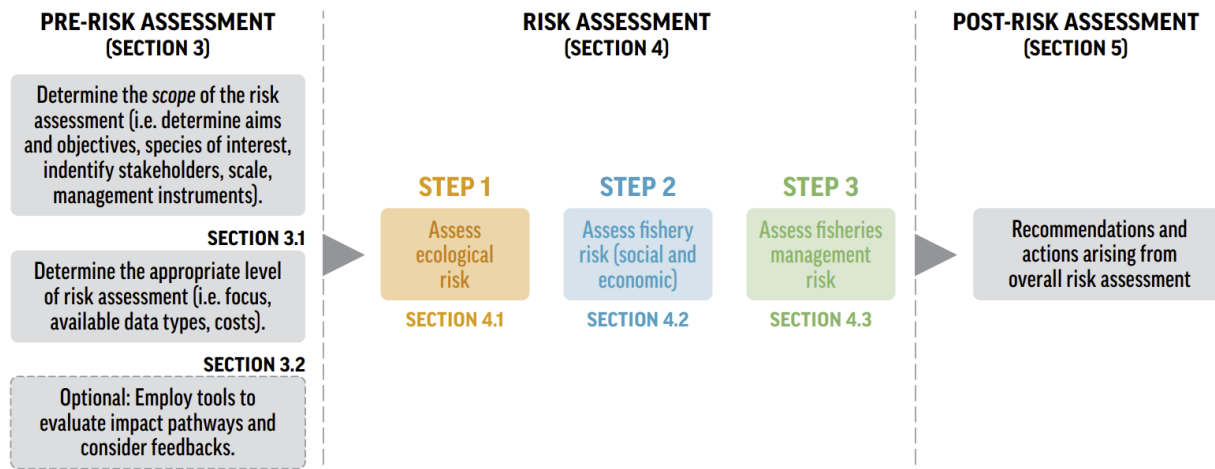 PRE-RISK ASSESSMENT
(SECTION 3)
Determine the scope of the risk
assessment (i.e. determine aims
and objectives, species of interest,
indentify stakeholders, scale,
management instruments).
SECTION 3.1
Determine the appropriate level
of risk assessment (i.e. focus,
available data types, costs).
SECTION 3.2
Optional: Employ tools to
evaluate impact pathways and
consider feedbacks.
RISK ASSESSMENT
(SECTION 4)
STEP 1
Assess
ecological
risk
SECTION 4.1
STEP 2
Assess fishery
risk (social and
economic)
SECTION 4.2
STEP 3
Assess fisheries
management
risk
SECTION 4.3
POST-RISK ASSESSMENT
(SECTION 5)
Recommendations and
actions arising from
overall risk assessment